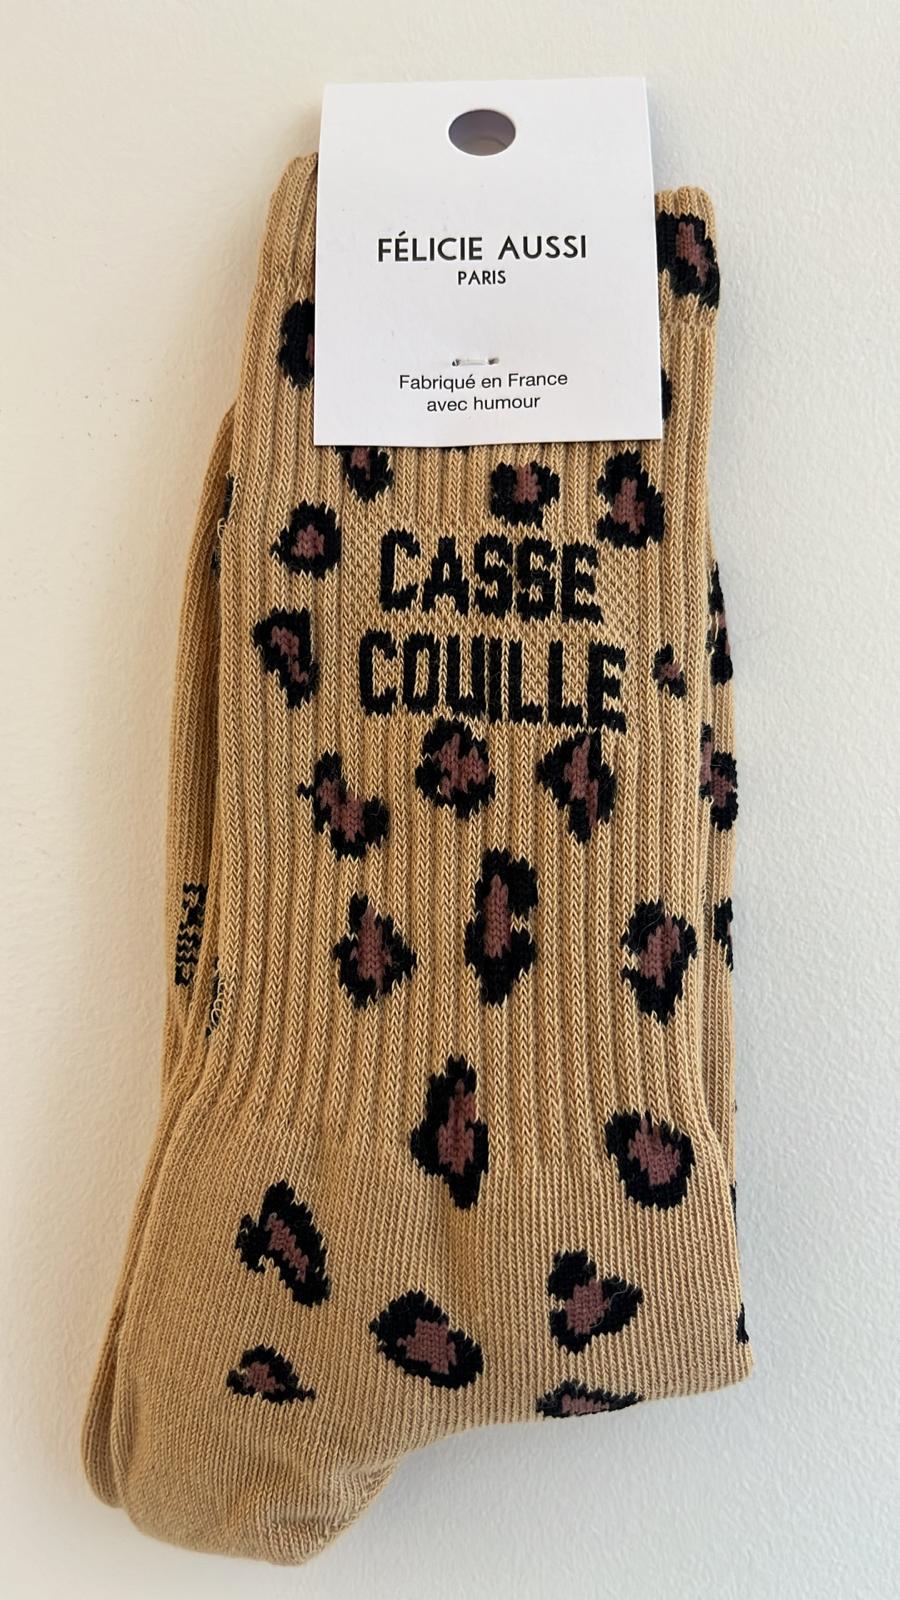 FÉLICIE AUSSI
PARIS
Fabriqué en France
avec humour
CASSE
COUILLE